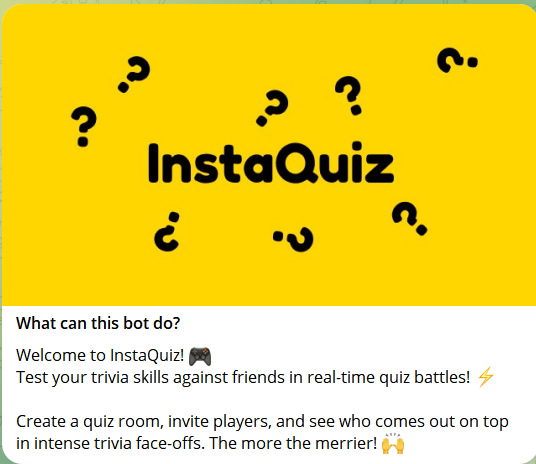 InstaQuiz
What can this bot do?
Welcome to InstaQuiz! 🎮
Test your trivia skills against friends in real-time quiz battles! ⚡
Create a quiz room, invite players, and see who comes out on top
in intense trivia face-offs. The more the merrier! 🙌